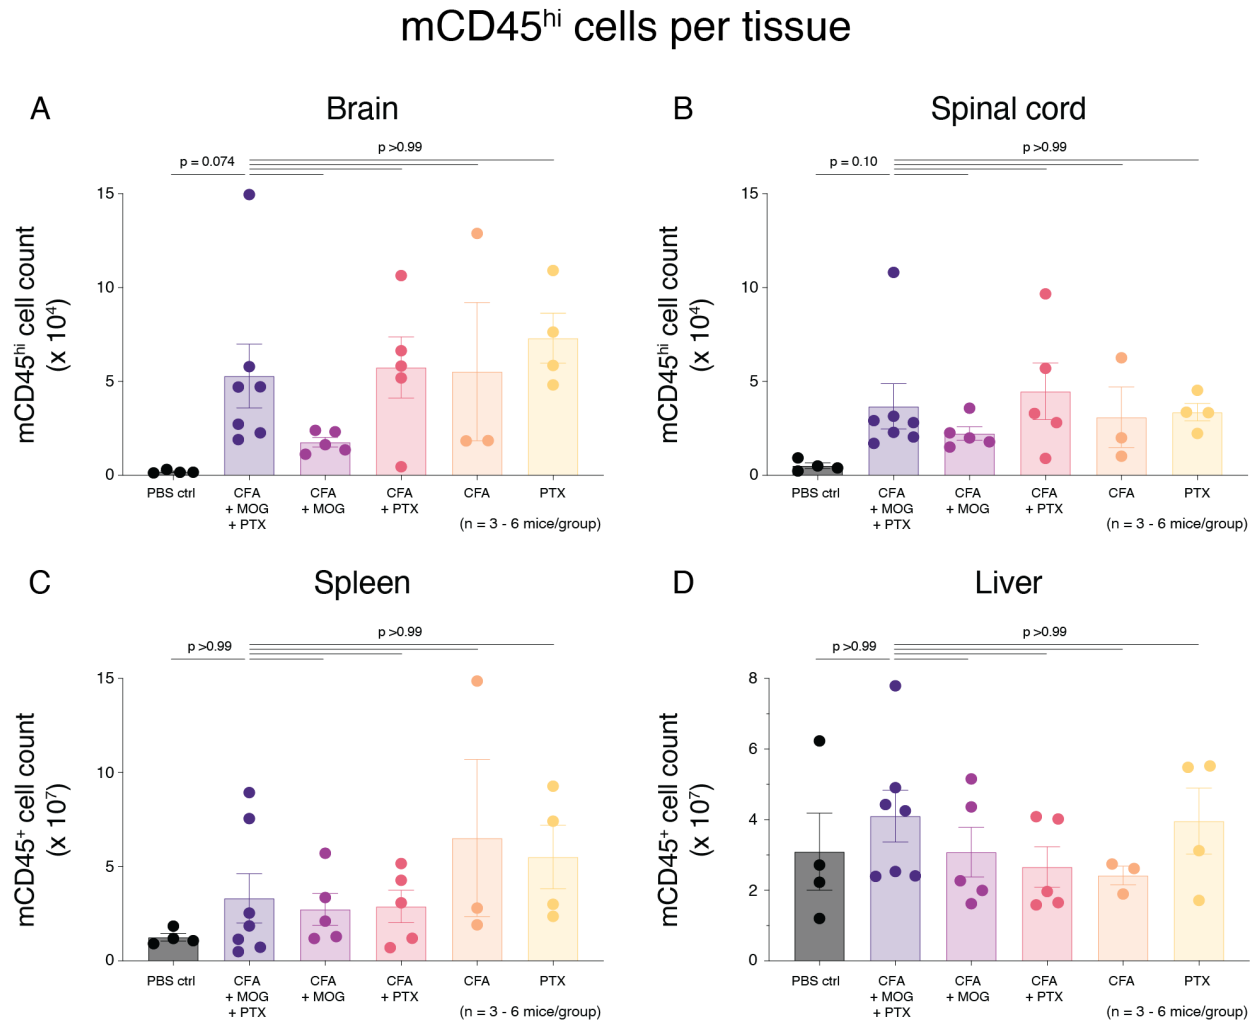 mCD45hi cells per tissue
A
Brain
p = 0.074
p >0.99
mCD45hi cell count
(x 10⁴)
15
10
5
0
PBS ctrl
CFA
+ MOG
+ PTX
CFA
+ MOG
CFA
+ PTX
CFA
PTX
(n = 3 - 6 mice/group)
B
Spinal cord
p = 0.10
p >0.99
mCD45hi cell count
(x 10⁴)
15
10
5
0
PBS ctrl
CFA
+ MOG
+ PTX
CFA
+ MOG
CFA
+ PTX
CFA
PTX
(n = 3 - 6 mice/group)
C
Spleen
p >0.99
p >0.99
mCD45⁺ cell count
(x 10⁷)
15
10
5
0
PBS ctrl
CFA
+ MOG
+ PTX
CFA
+ MOG
CFA
+ PTX
CFA
PTX
(n = 3 - 6 mice/group)
D
Liver
p >0.99
p >0.99
mCD45⁺ cell count
(x 10⁷)
8
6
4
2
0
PBS ctrl
CFA
+ MOG
+ PTX
CFA
+ MOG
CFA
+ PTX
CFA
PTX
(n = 3 - 6 mice/group)